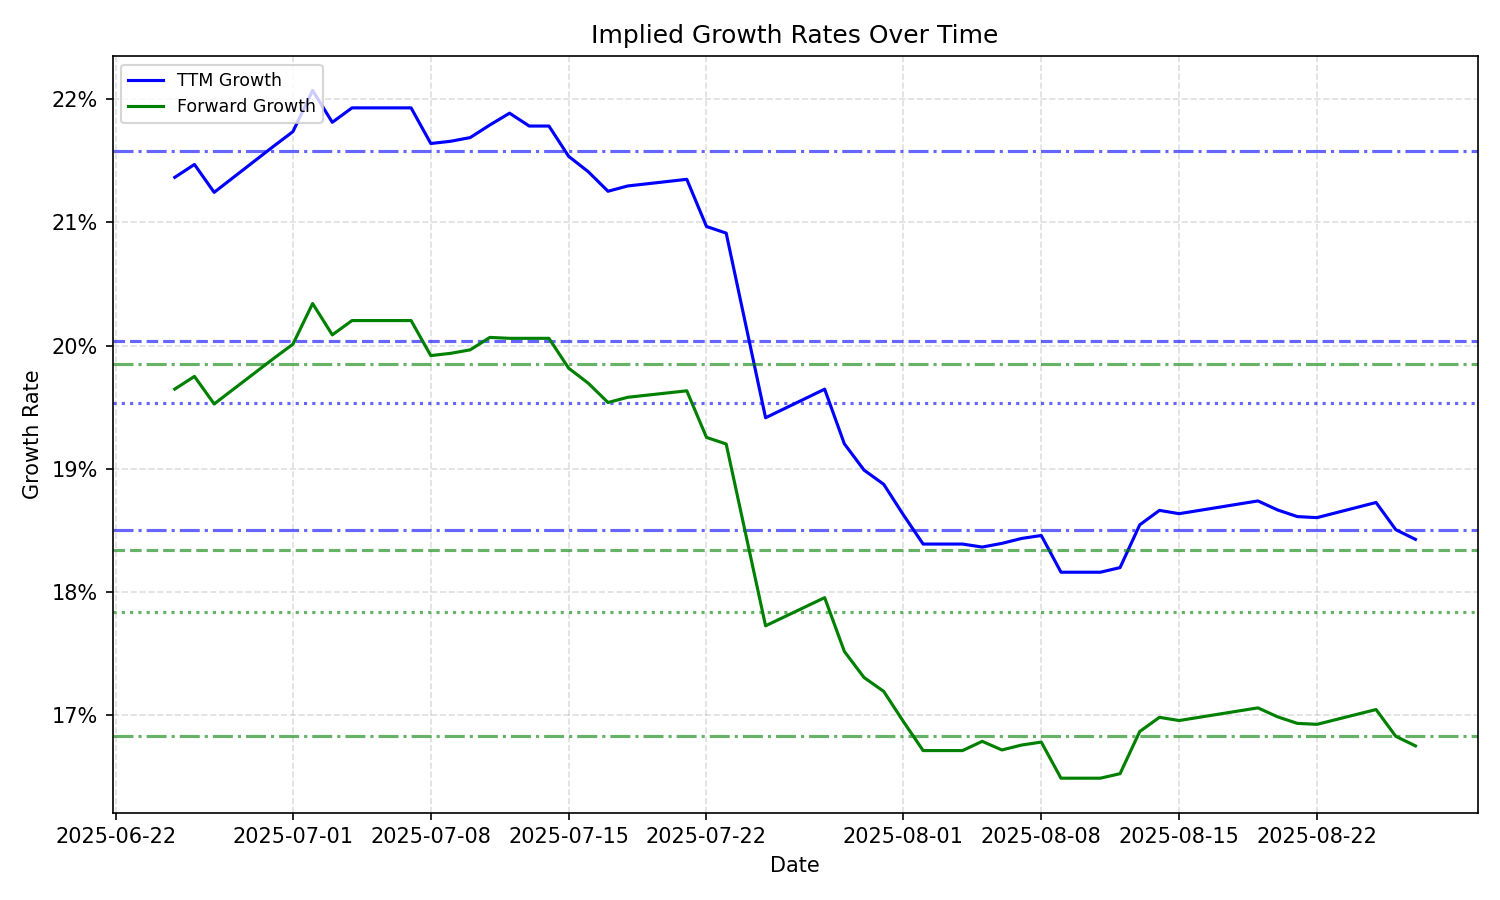 Implied Growth Rates Over Time
TTM Growth
Forward Growth
22%
21%
20%
19%
18%
17%
Growth Rate
2025-06-22 2025-07-01 2025-07-08 2025-07-15 2025-07-22 2025-08-01 2025-08-08 2025-08-15 2025-08-22
Date